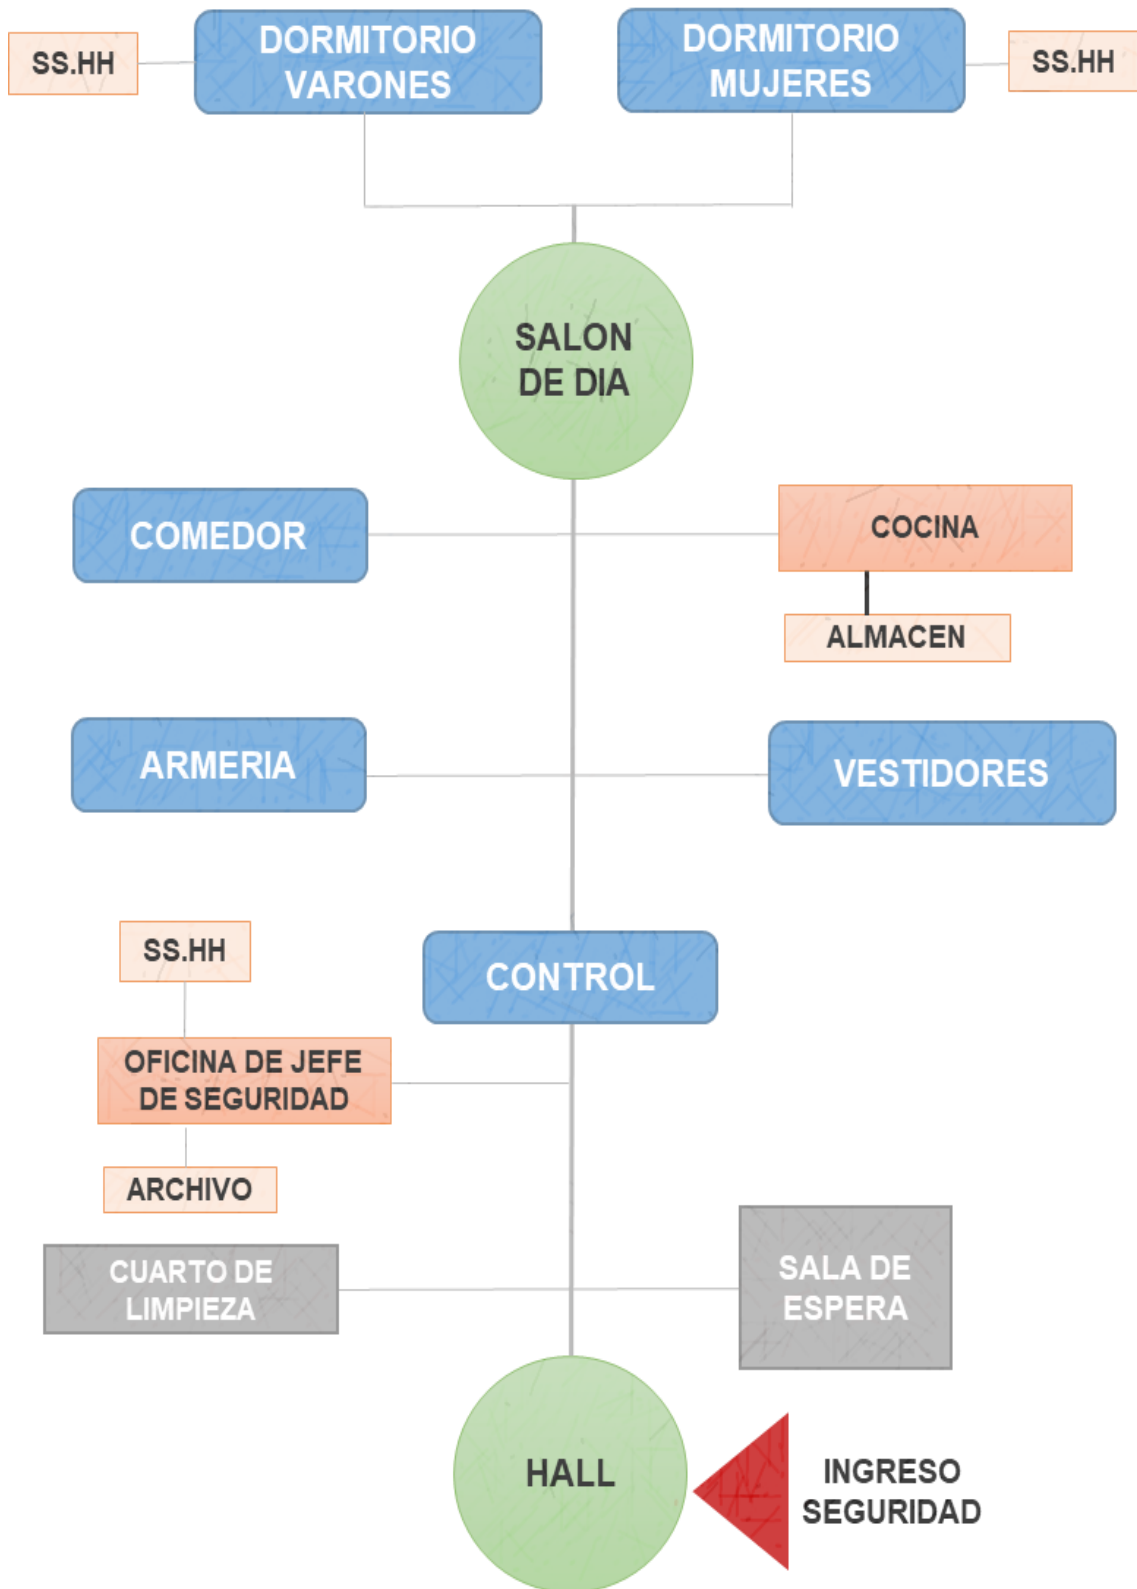 SS.HH
DORMITORIO
VARONES
DORMITORIO
MUJERES
SS.HH
SALON
DE DIA
COMEDOR
COCINA
ALMACEN
ARMERIA
VESTIDORES
SS.HH
CONTROL
OFICINA DE JEFE
DE SEGURIDAD
ARCHIVO
CUARTO DE
LIMPIEZA
SALA DE
ESPERA
HALL
INGRESO
SEGURIDAD